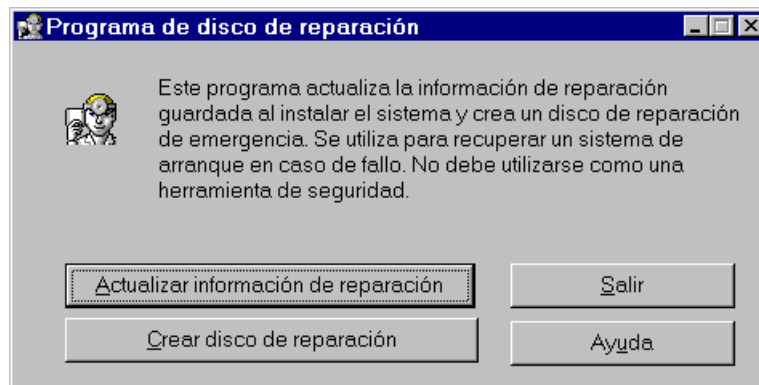 Programa de disco de reparación
Este programa actualiza la información de reparación
guardada al instalar el sistema y crea un disco de reparación
de emergencia. Se utiliza para recuperar un sistema de
arranque en caso de fallo. No debe utilizarse como una
herramienta de seguridad.
Actualizar información de reparación
Salir
Crear disco de reparación
Ayuda